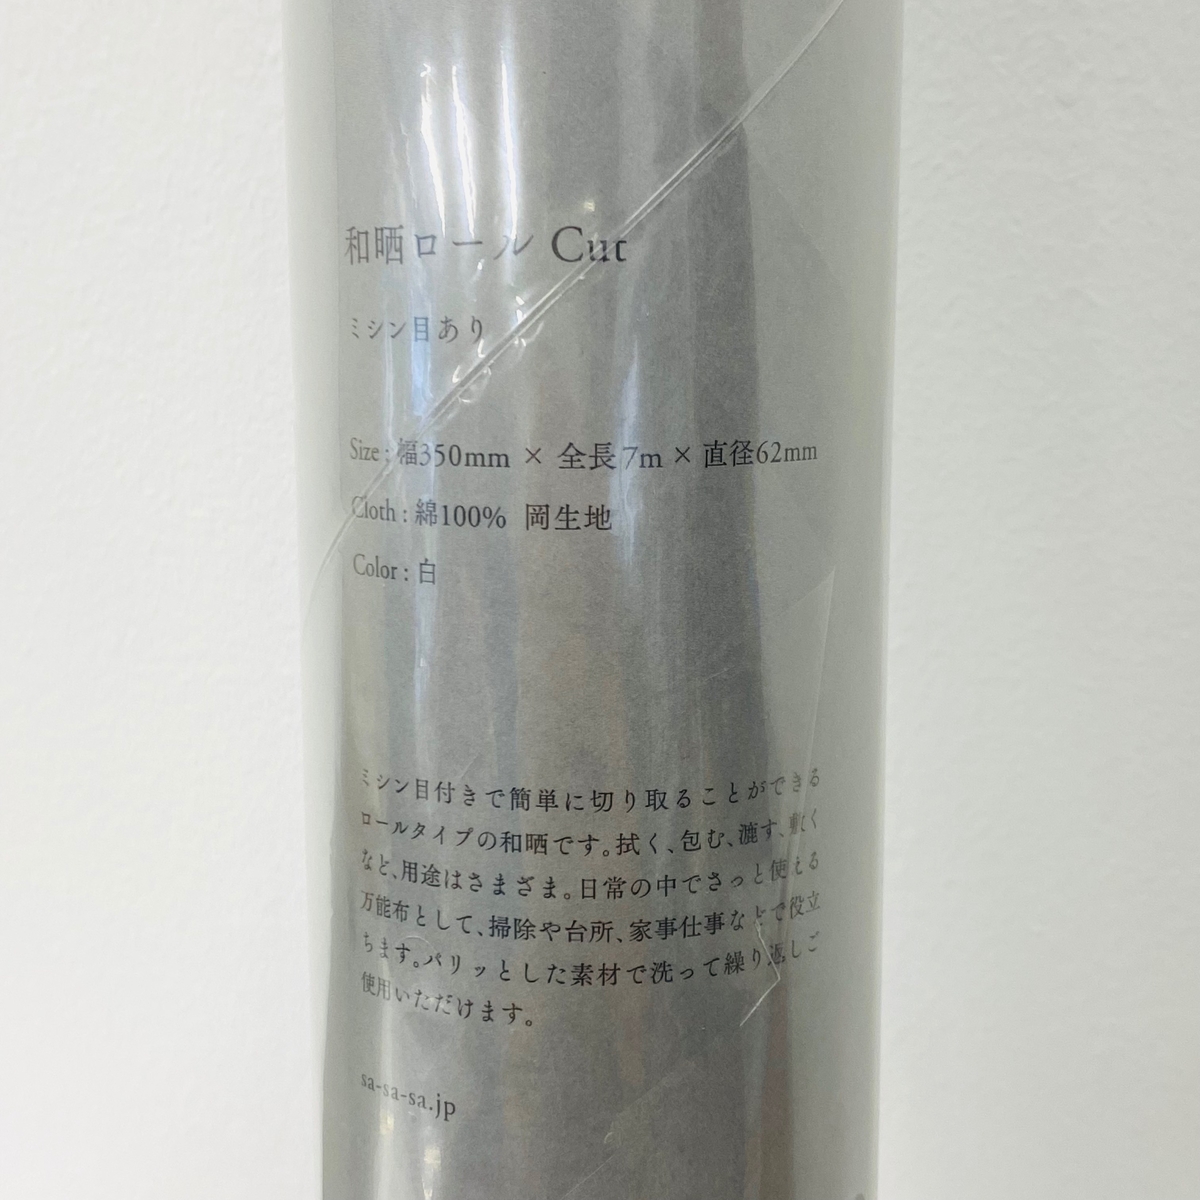 和晒ロール Cut
ミシン目あり
Size : 幅350mm × 全長7m × 直径62mm
Cloth : 綿100% 岡生地
Color : 白
ミシン目付きで簡単に切り取ることができる
ロールタイプの和晒です。拭く、包む、漉す、敷く
など、用途はさまざま。日常の中でさっと使える
万能布として、掃除や台所、家事仕事などで役立
ちます。パリッとした素材で洗って繰り返しご
使用いただけます。
sa-sa-sa.jp